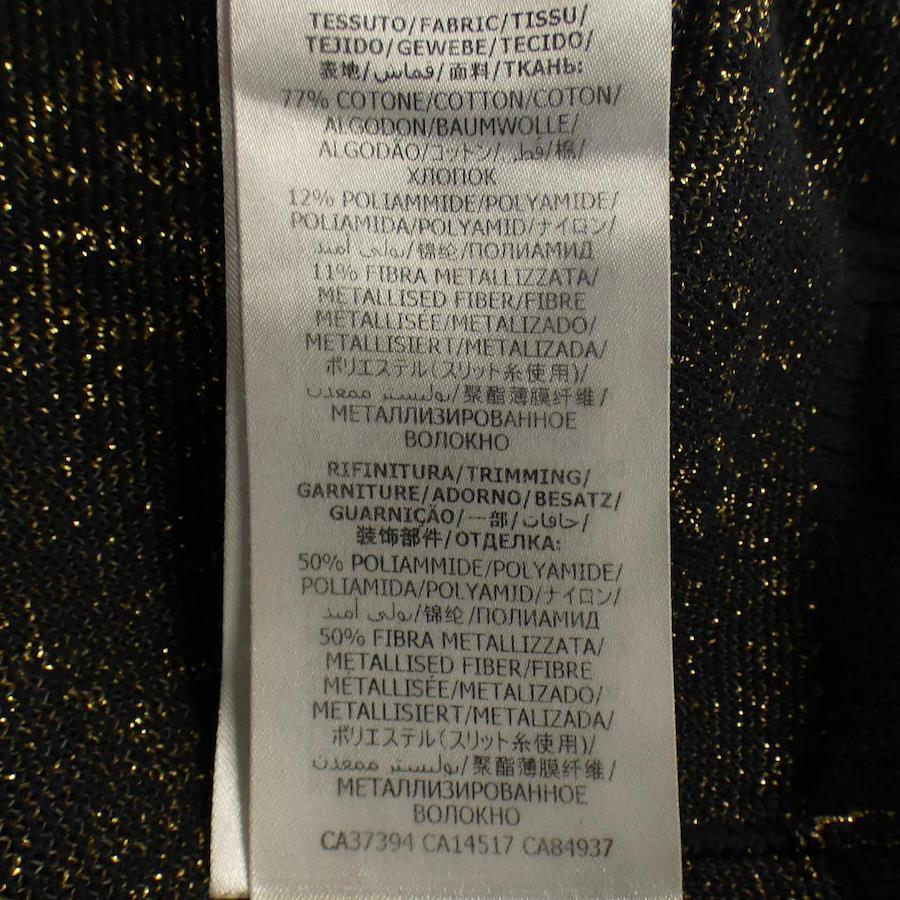 TESSUTO/FABRIC/TISSU/
TEJIDO/GEWEBE/TECIDO/
表地/قماش/面料/ТКАНЬ:
77% COTONE/COTTON/COTON/
ALGODON/BAUMWOLLE/
ALGODÃO/コットン/قطن/棉/
ХЛОПОК
12% POLIAMMIDE/POLYAMIDE/
POLIAMIDA/POLYAMID/ナイロン/
بولي أميد/锦纶/ПОЛИАМИД
11% FIBRA METALLIZZATA/
METALLISED FIBER/FIBRE
METALLISÉE/METALIZADO/
METALLISIERT/METALIZADA/
ポリエステル(スリット糸使用)/
بوليستر ممعدن/聚酯薄膜纤维/
МЕТАЛЛИЗИРОВАННОЕ
ВОЛОКНО
RIFINITURA/TRIMMING/
GARNITURE/ADORNO/BESATZ/
GUARNIÇÃO/一部/حافات/
装饰部件/ОТДЕЛКА:
50% POLIAMMIDE/POLYAMIDE/
POLIAMIDA/POLYAMID/ナイロン/
بولي أميد/锦纶/ПОЛИАМИД
50% FIBRA METALLIZZATA/
METALLISED FIBER/FIBRE
METALLISÉE/METALIZADO/
METALLISIERT/METALIZADA/
ポリエステル(スリット糸使用)/
بوليستر ممعدن/聚酯薄膜纤维/
МЕТАЛЛИЗИРОВАННОЕ
ВОЛОКНО
CA37394 CA14517 CA84937